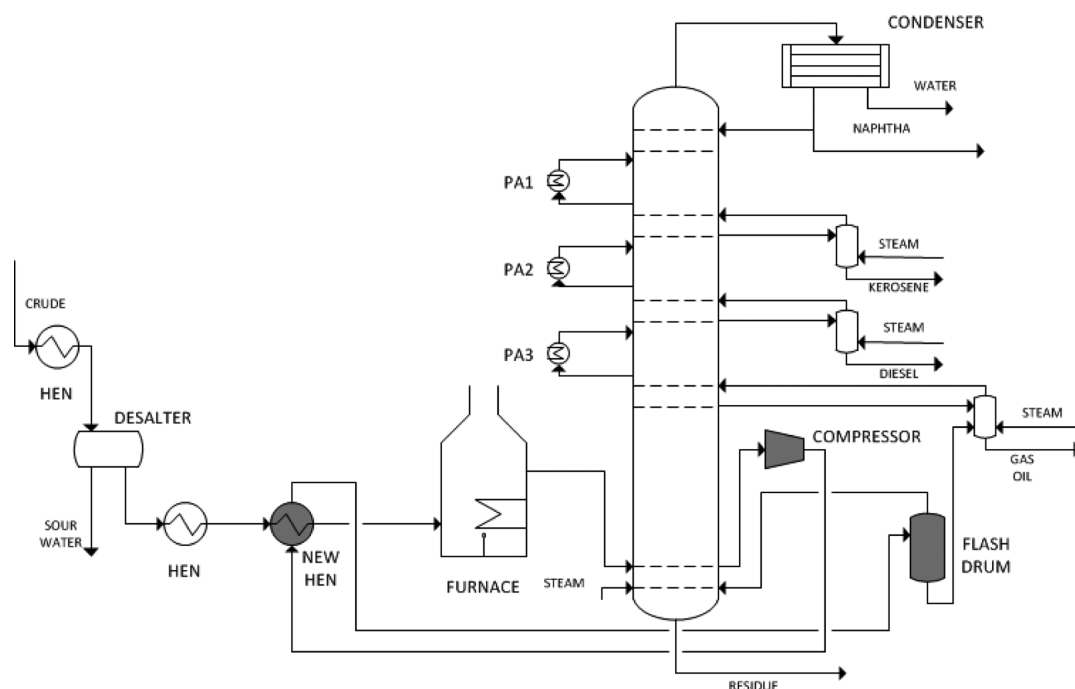 CONDENSER
WATER
NAPHTHA
PA1
STEAM
KEROSENE
PA2
CRUDE
STEAM
DIESEL
PA3
HEN
DESALTER
COMPRESSOR
STEAM
GAS
OIL
SOUR
WATER
HEN
NEW
HEN
FURNACE
STEAM
FLASH
DRUM
RESIDUE